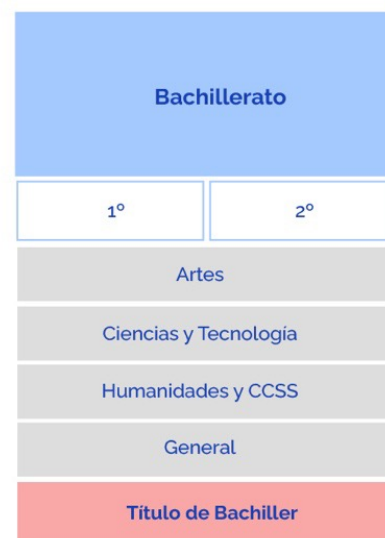 Bachillerato
1º
2º
Artes
Ciencias y Tecnología
Humanidades y CCSS
General
Título de Bachiller